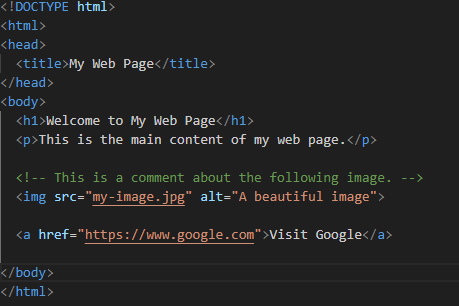 <!DOCTYPE html>
<html>
<head>
  <title>My Web Page</title>
</head>
<body>
  <h1>Welcome to My Web Page</h1>
  <p>This is the main content of my web page.</p>

  <!-- This is a comment about the following image. -->
  <img src="my-image.jpg" alt="A beautiful image">

  <a href="https://www.google.com">Visit Google</a>

</body>
</html>